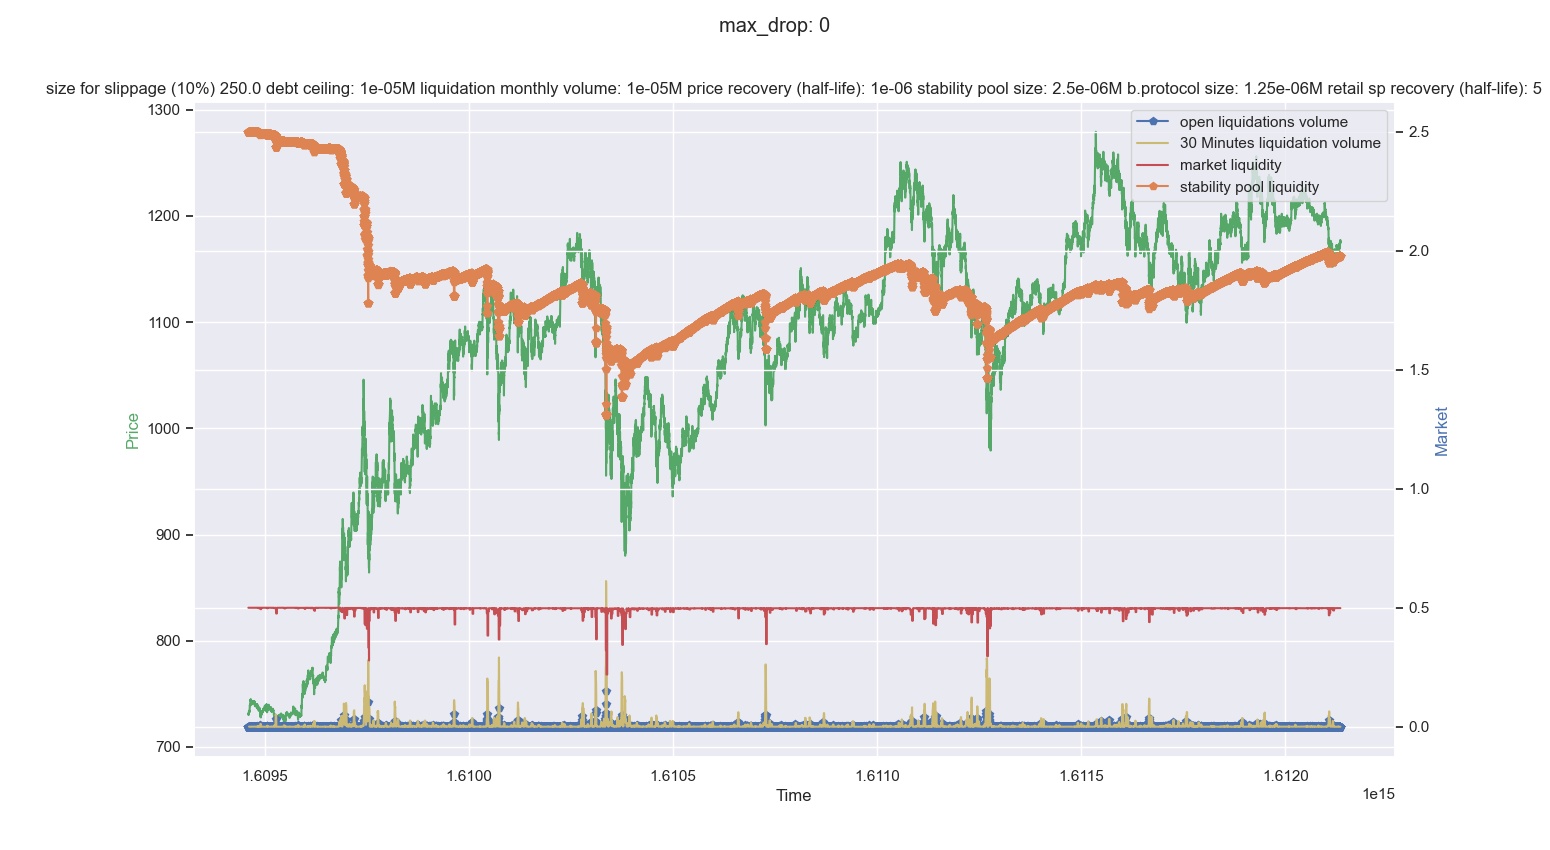 max_drop: 0
size for slippage (10%) 250.0 debt ceiling: 1e-05M liquidation monthly volume: 1e-05M price recovery (half-life): 1e-06 stability pool size: 2.5e-06M b.protocol size: 1.25e-06M retail sp recovery (half-life): 5
open liquidations volume
30 Minutes liquidation volume
market liquidity
stability pool liquidity
1300
1200
1100
1000
900
800
700
Price
2.5
2.0
1.5
1.0
0.5
0.0
Market
1.6095 1.6100 1.6105 1.6110 1.6115 1.6120
1e15
Time